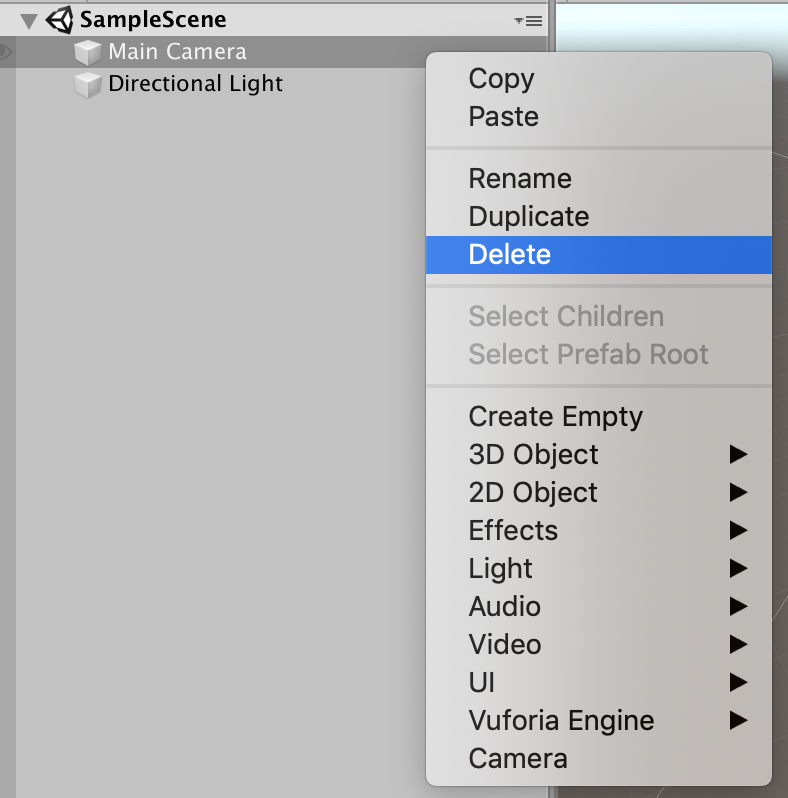 SampleScene
Main Camera
Directional Light
Copy
Paste
Rename
Duplicate
Delete
Select Children
Select Prefab Root
Create Empty
3D Object
2D Object
Effects
Light
Audio
Video
UI
Vuforia Engine
Camera